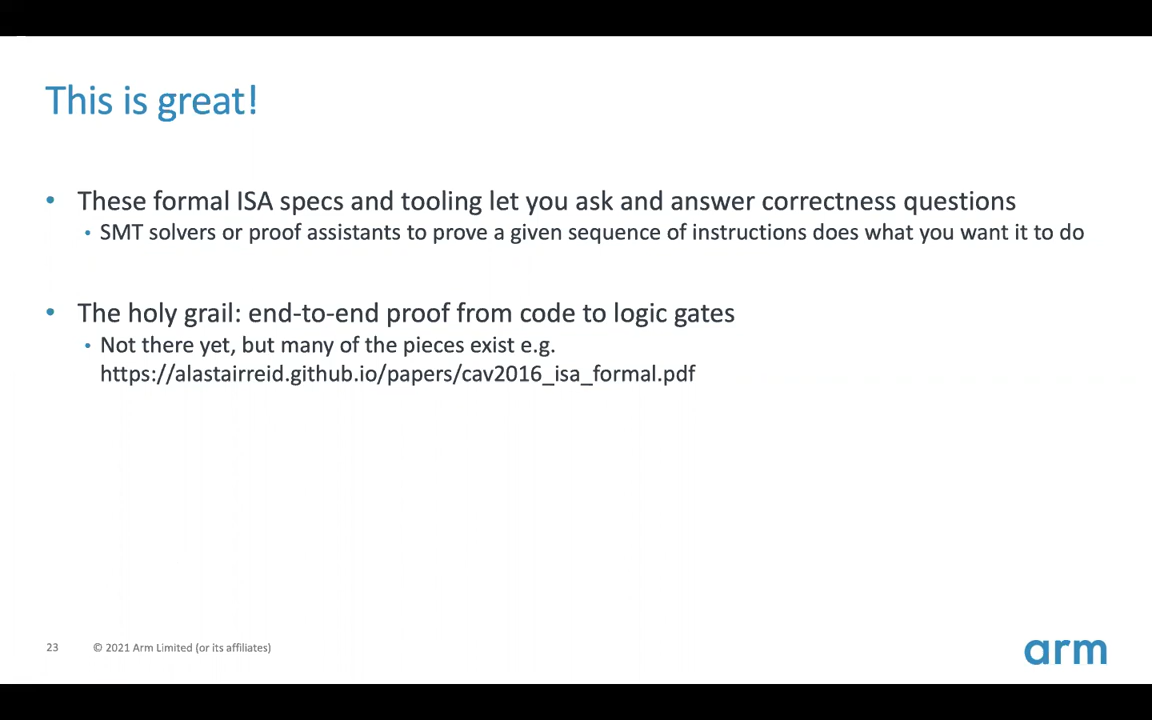 This is great!
• These formal ISA specs and tooling let you ask and answer correctness questions
• SMT solvers or proof assistants to prove a given sequence of instructions does what you want it to do
• The holy grail: end-to-end proof from code to logic gates
• Not there yet, but many of the pieces exist e.g.
https://alastairreid.github.io/papers/cav2016_isa_formal.pdf
23 © 2021 Arm Limited (or its affiliates)
arm